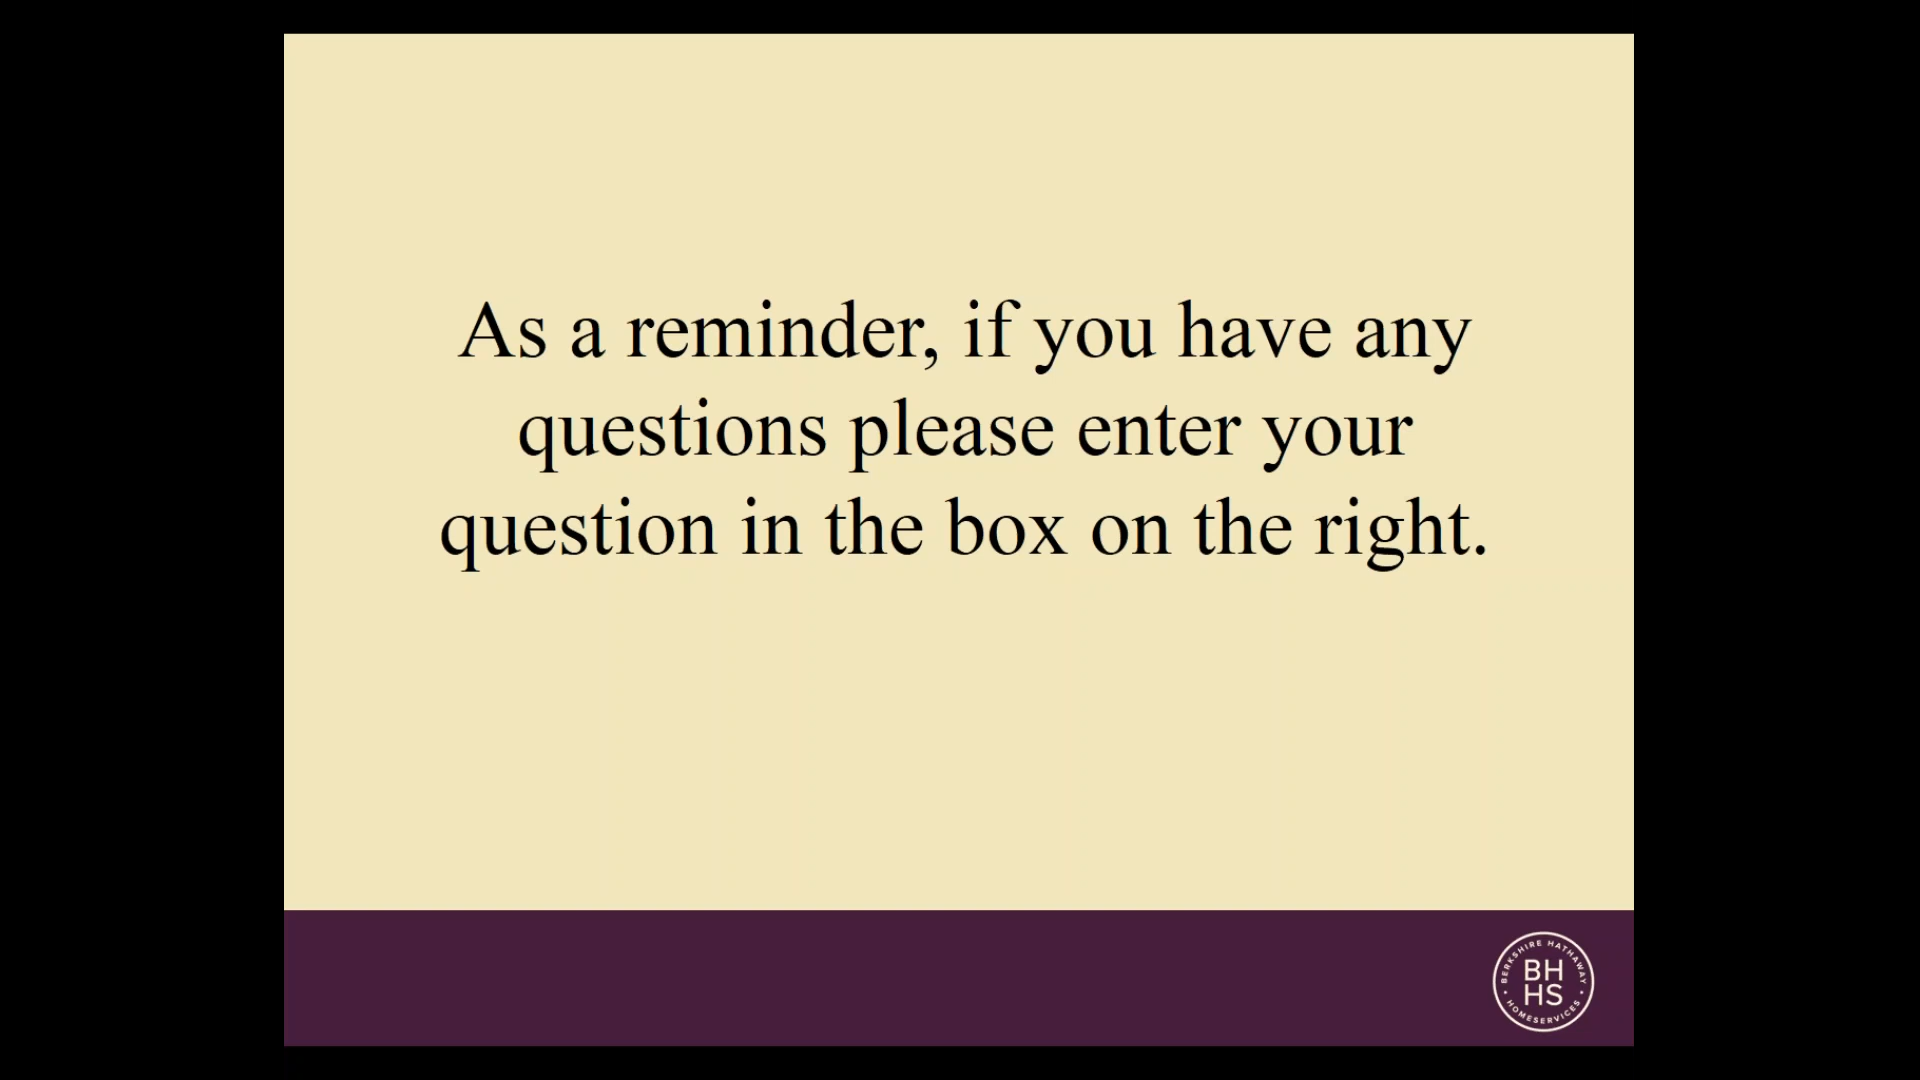 As a reminder, if you have any
questions please enter your
question in the box on the right.
BERKSHIRE HATHAWAY
BH
HS
HOMESERVICES